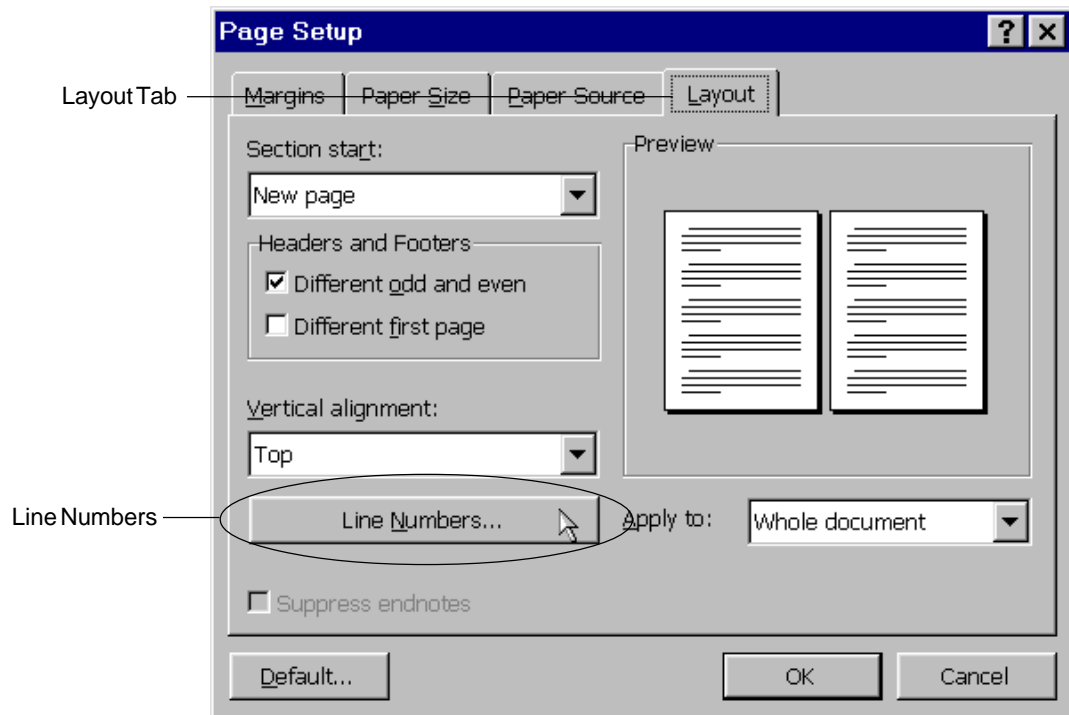 Page Setup
Layout Tab
Margins
Paper Size
Paper Source
Layout
Section start:
New page
Headers and Footers
Different odd and even
Different first page
Vertical alignment:
Top
Line Numbers
Line Numbers...
Preview
Apply to:
Whole document
Suppress endnotes
Default...
OK
Cancel